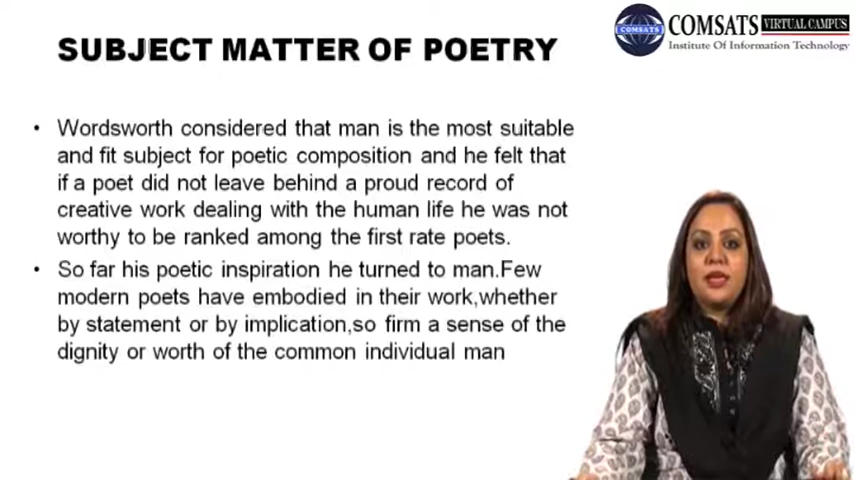 SUBJECT MATTER OF POETRY
COMSATS
COMSATS VIRTUAL CAMPUS
Institute Of Information Technology
• Wordsworth considered that man is the most suitable
and fit subject for poetic composition and he felt that
if a poet did not leave behind a proud record of
creative work dealing with the human life he was not
worthy to be ranked among the first rate poets.
• So far his poetic inspiration he turned to man.Few
modern poets have embodied in their work,whether
by statement or by implication,so firm a sense of the
dignity or worth of the common individual man